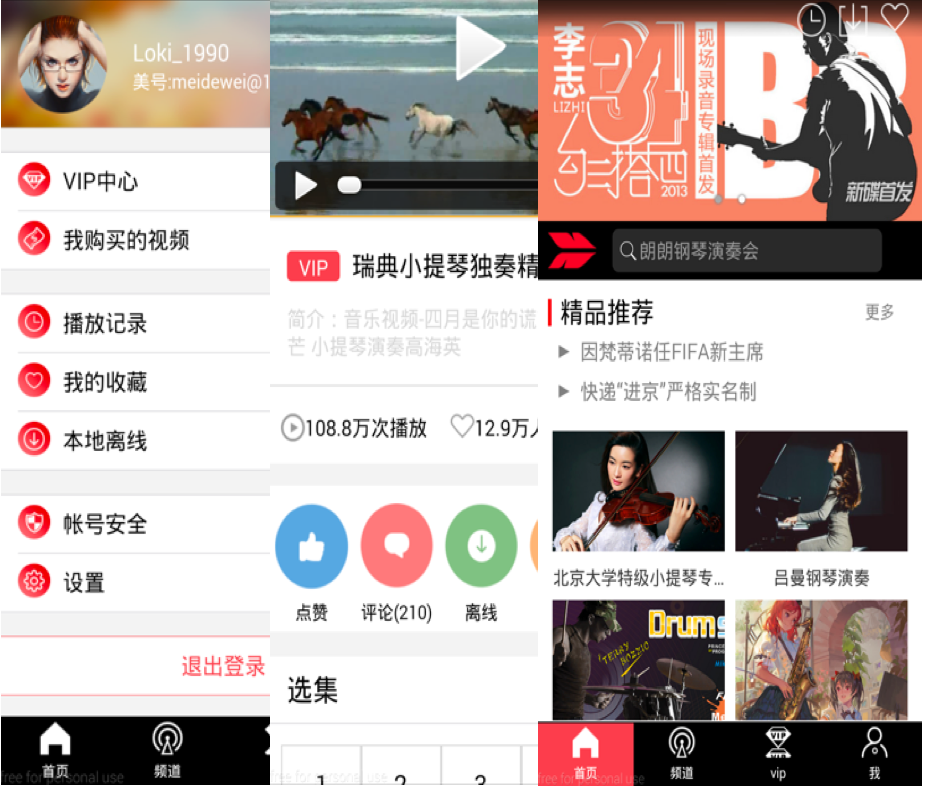 Loki_1990
美号:meidewei@1
VIP中心
我购买的视频
播放记录
我的收藏
本地离线
帐号安全
设置
退出登录
首页
频道
free for personal use
VIP 瑞典小提琴独奏精
简介：音乐视频-四月是你的谎
芒 小提琴演奏高海英
108.8万次播放 12.9万人
点赞 评论(210) 离线
选集
1 2 3
free for personal use
李志
LIZHI
34
现场录音专辑首发
勾三搭四
2013
新碟首发
朗朗钢琴演奏会
精品推荐 更多
因梵蒂诺任FIFA新主席
快递“进京”严格实名制
北京大学特级小提琴专... 吕曼钢琴演奏
Drum
TERRY BOZZIO
首页 频道 vip 我
free for personal use